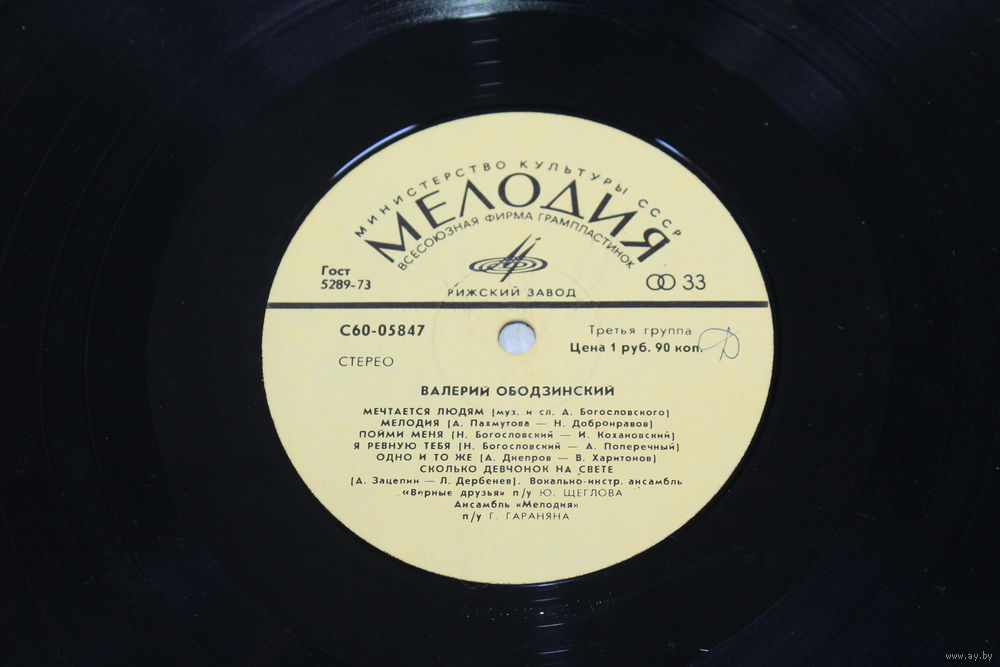 МИНИСТЕРСТВО КУЛЬТУРЫ СССР
МЕЛОДИЯ
ВСЕСОЮЗНАЯ ФИРМА ГРАМПЛАСТИНОК
Гост
5289-73
33
РИЖСКИЙ ЗАВОД
С60-05847
Третья группа
Цена 1 руб. 90 коп.
Д
СТЕРЕО
ВАЛЕРИЙ ОБОДЗИНСКИЙ
МЕЧТАЕТСЯ ЛЮДЯМ (муз. и сл. А. Богословского)
МЕЛОДИЯ (А. Пахмутова — Н. Добронравов)
ПОЙМИ МЕНЯ (Н. Богословский — И. Кохановский)
Я РЕВНУЮ ТЕБЯ (Н. Богословский — А. Поперечный)
ОДНО И ТО ЖЕ (А. Днепров — В. Харитонов)
СКОЛЬКО ДЕВЧОНОК НА СВЕТЕ
(А. Зацепин — Л. Дербенев). Вокально-инстр. ансамбль
«Верные друзья» п/у Ю. ЩЕГЛОВА
Ансамбль «Мелодия»
п/у Г. ГАРАНЯНА
www.ay.by